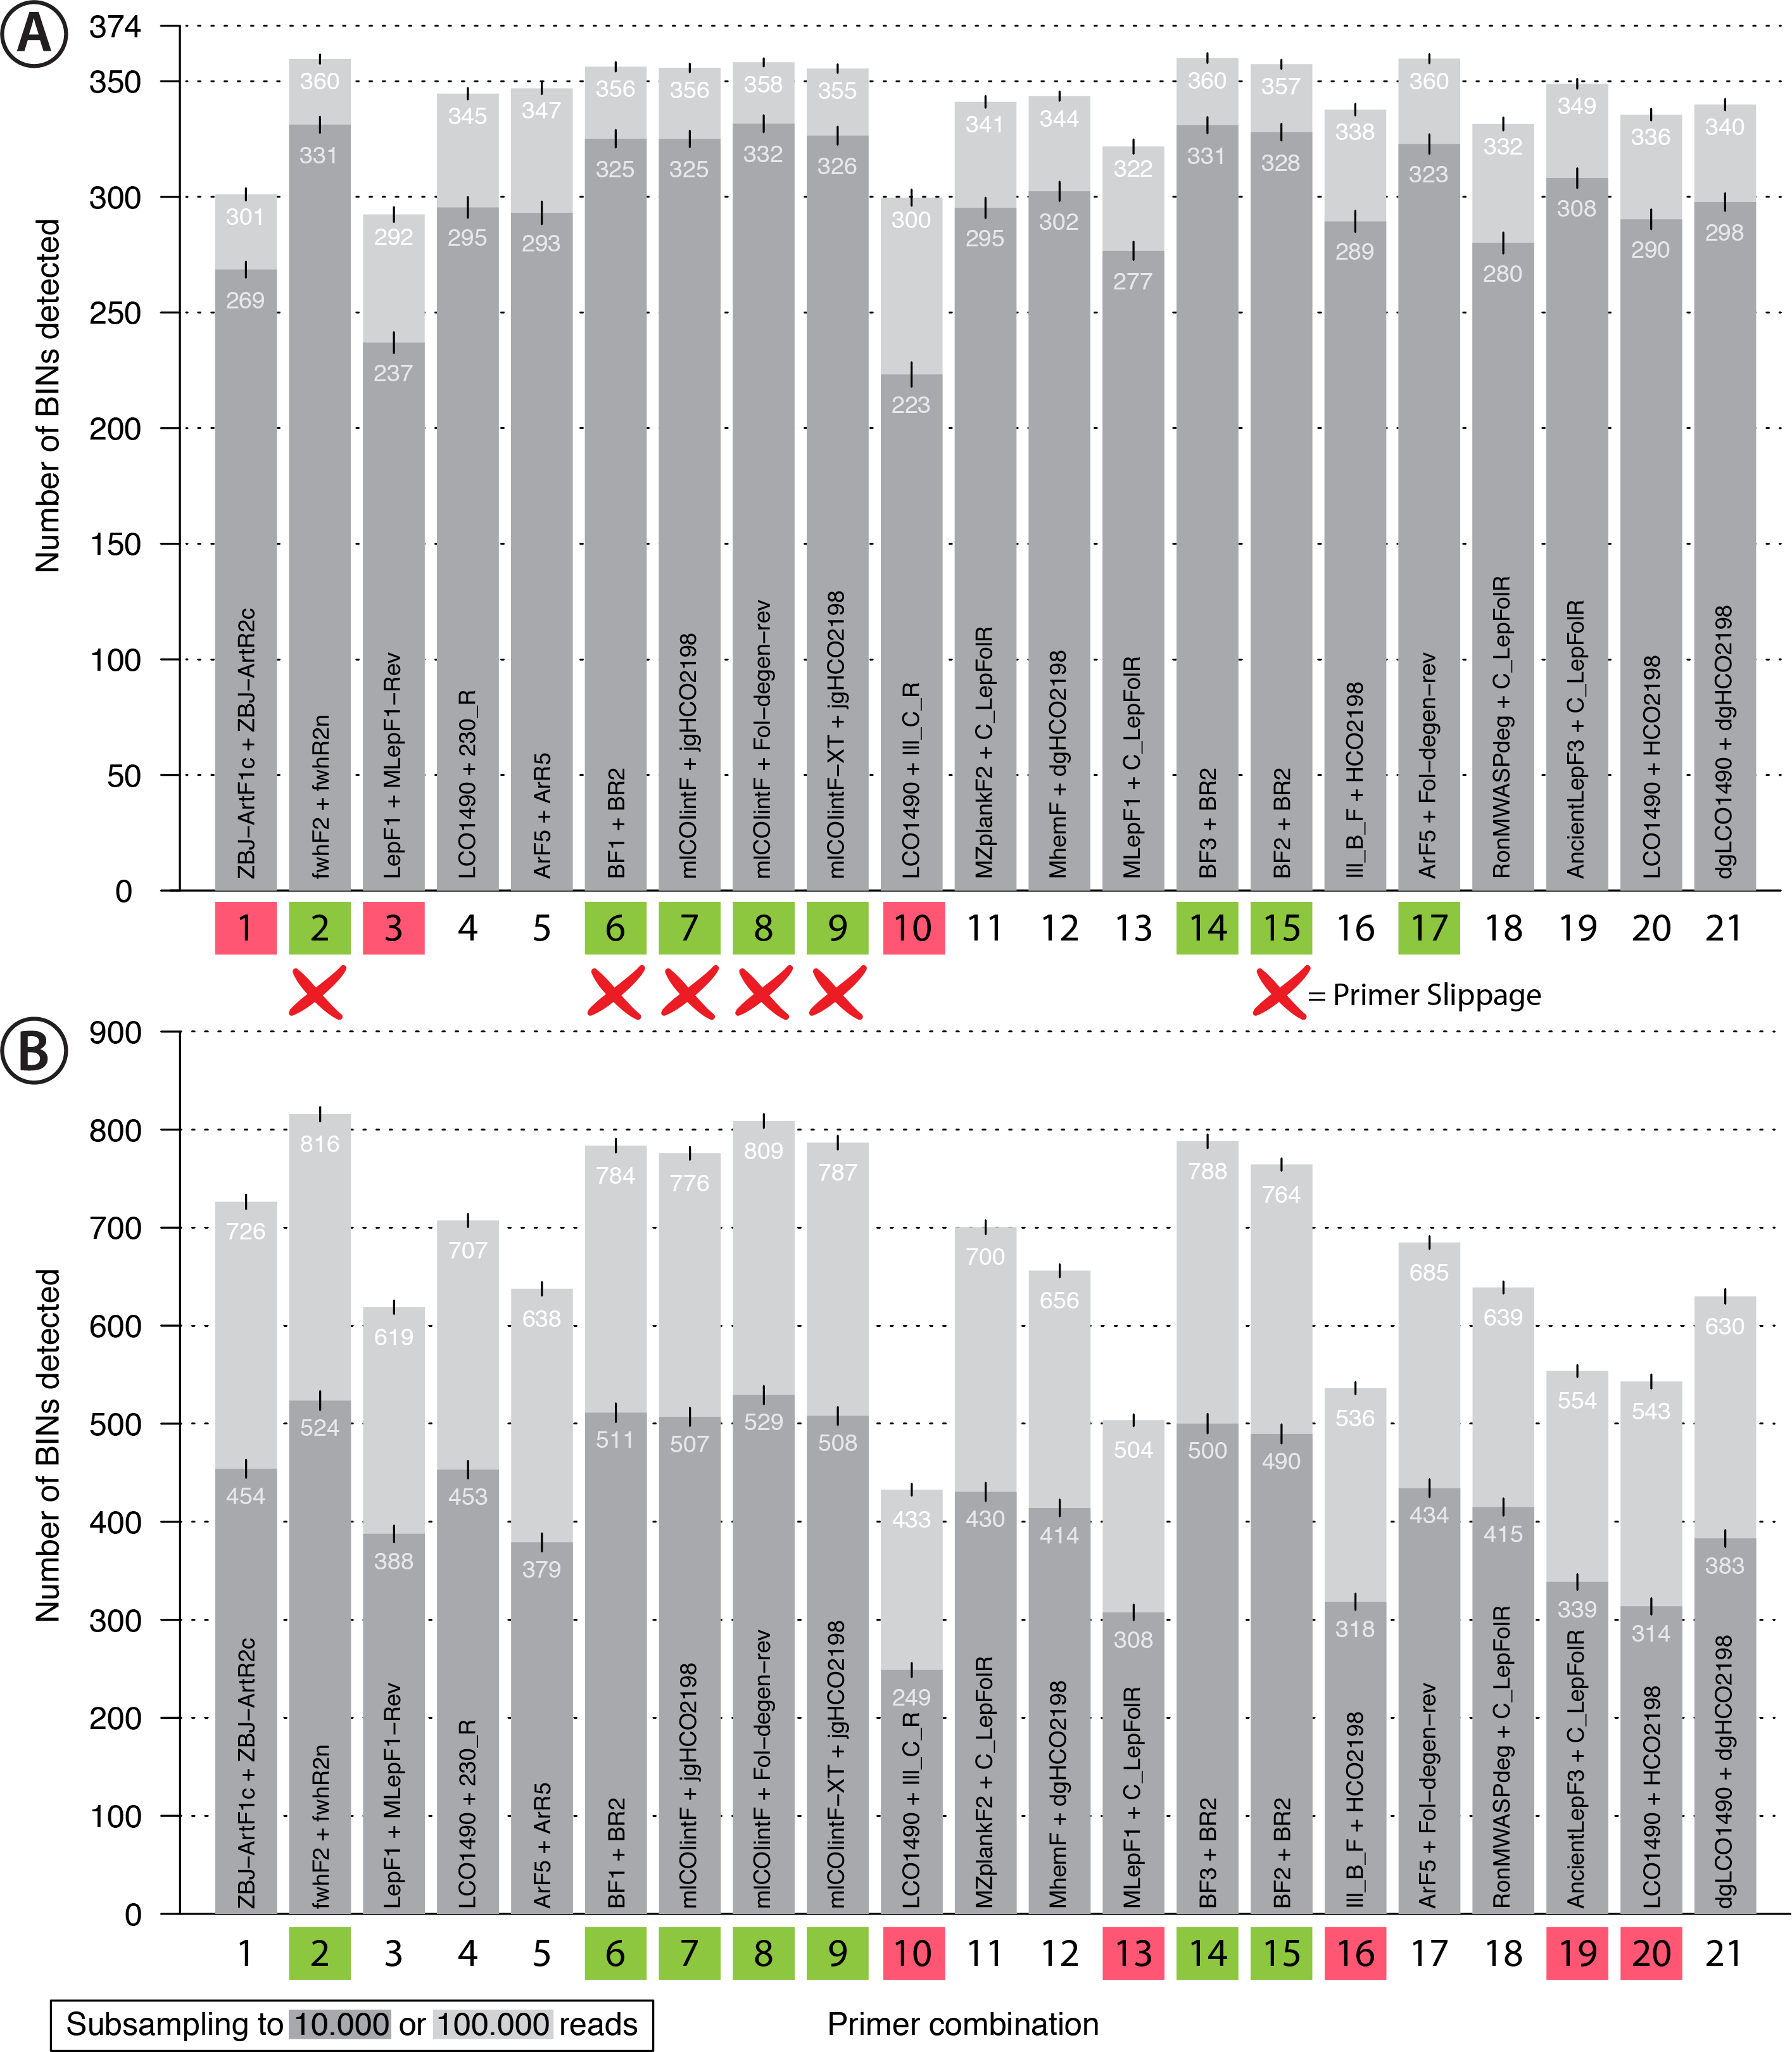 A
Number of BINs detected
374
350
300
250
200
150
100
50
0
301 360 292 345 347 356 356 358 355 300 341 344 322 360 357 338 360 332 349 336 340
269 331 237 295 293 325 325 332 326 223 295 302 277 331 328 289 323 280 308 290 298
ZBJ−ArtF1c + ZBJ−ArtR2c
fwhF2 + fwhR2n
LepF1 + MLepF1−Rev
LCO1490 + 230_R
ArF5 + ArR5
BF1 + BR2
mlCOIintF + jgHCO2198
mlCOIintF + Fol−degen−rev
mlCOIintF−XT + jgHCO2198
LCO1490 + III_C_R
MZplankF2 + C_LepFolR
MhemF + dgHCO2198
MLepF1 + C_LepFolR
BF3 + BR2
BF2 + BR2
III_B_F + HCO2198
ArF5 + Fol−degen−rev
RonMWASPdeg + C_LepFolR
AncientLepF3 + C_LepFolR
LCO1490 + HCO2198
dgLCO1490 + dgHCO2198
1 2 3 4 5 6 7 8 9 10 11 12 13 14 15 16 17 18 19 20 21
= Primer Slippage
B
Number of BINs detected
900
800
700
600
500
400
300
200
100
0
726 816 619 707 638 784 776 809 787 433 700 656 504 788 764 536 685 639 554 543 630
454 524 388 453 379 511 507 529 508 249 430 414 308 500 490 318 434 415 339 314 383
ZBJ−ArtF1c + ZBJ−ArtR2c
fwhF2 + fwhR2n
LepF1 + MLepF1−Rev
LCO1490 + 230_R
ArF5 + ArR5
BF1 + BR2
mlCOIintF + jgHCO2198
mlCOIintF + Fol−degen−rev
mlCOIintF−XT + jgHCO2198
LCO1490 + III_C_R
MZplankF2 + C_LepFolR
MhemF + dgHCO2198
MLepF1 + C_LepFolR
BF3 + BR2
BF2 + BR2
III_B_F + HCO2198
ArF5 + Fol−degen−rev
RonMWASPdeg + C_LepFolR
AncientLepF3 + C_LepFolR
LCO1490 + HCO2198
dgLCO1490 + dgHCO2198
1 2 3 4 5 6 7 8 9 10 11 12 13 14 15 16 17 18 19 20 21
Subsampling to 10.000 or 100.000 reads
Primer combination